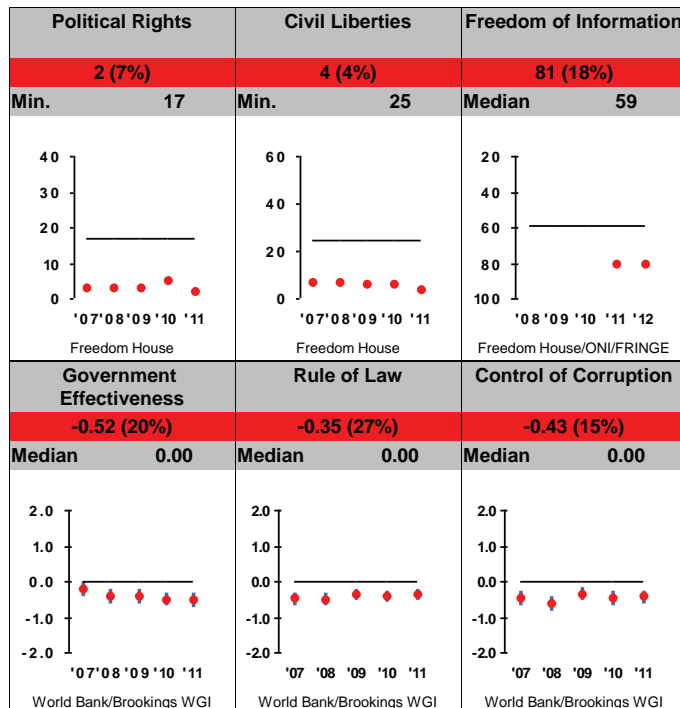 Political Rights
2 (7%)
Min. 17
40
30
20
10
0
'07 '08 '09 '10 '11
Freedom House
Civil Liberties
4 (4%)
Min. 25
60
40
20
0
'07 '08 '09 '10 '11
Freedom House
Freedom of Information
81 (18%)
Median 59
20
40
60
80
100
'08 '09 '10 '11 '12
Freedom House/ONI/FRINGE
Government
Effectiveness
-0.52 (20%)
Median 0.00
2.0
1.0
0.0
-1.0
-2.0
'07 '08 '09 '10 '11
World Bank/Brookings WGI
Rule of Law
-0.35 (27%)
Median 0.00
2.0
1.0
0.0
-1.0
-2.0
'07 '08 '09 '10 '11
World Bank/Brookings WGI
Control of Corruption
-0.43 (15%)
Median 0.00
2.0
1.0
0.0
-1.0
-2.0
'07 '08 '09 '10 '11
World Bank/Brookings WGI